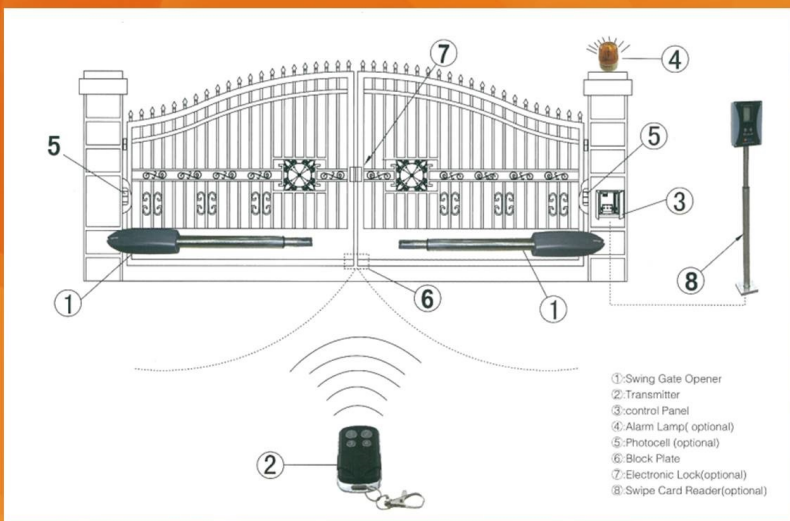 7
4
5
5
3
8
1
1
6
2
①:Swing Gate Opener
②:Transmitter
③:control Panel
④:Alarm Lamp( optional)
⑤:Photocell (optional)
⑥:Block Plate
⑦:Electronic Lock(optional)
⑧:Swipe Card Reader(optional)